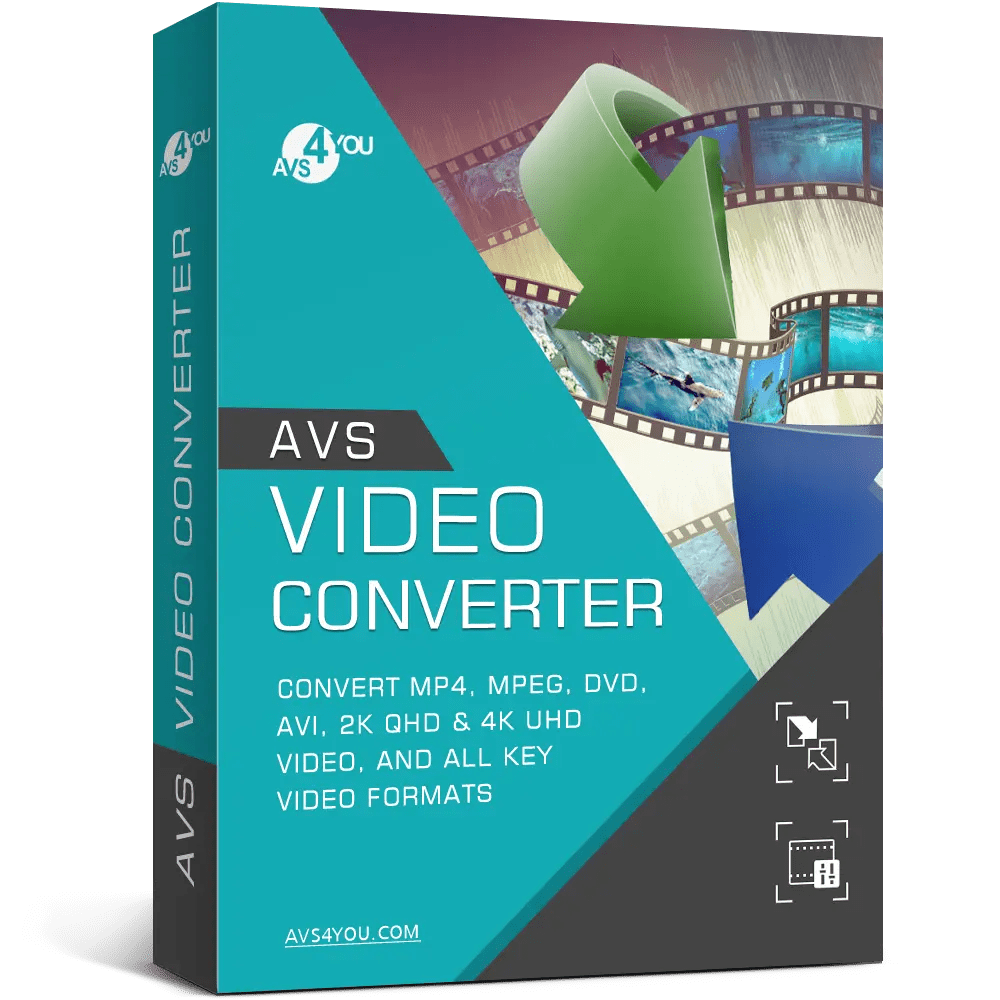 AVS4YOU
AVS VIDEO CONVERTER
AVS4YOU
AVS
VIDEO
CONVERTER
CONVERT MP4, MPEG, DVD,
AVI, 2K QHD & 4K UHD
VIDEO, AND ALL KEY
VIDEO FORMATS
AVS4YOU.COM